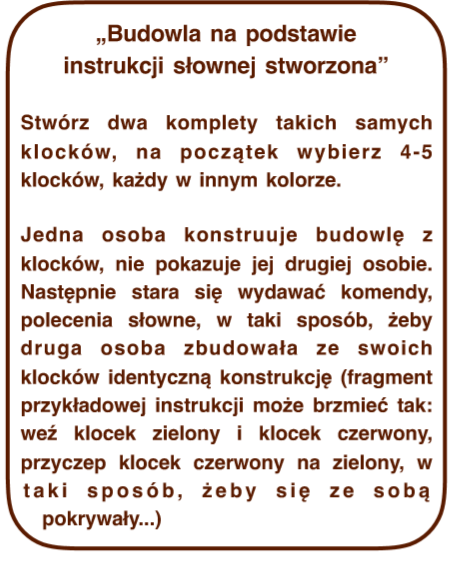 „Budowla na podstawie
instrukcji słownej stworzona”
Stwórz dwa komplety takich samych
klocków, na początek wybierz 4-5
klocków, każdy w innym kolorze.
Jedna osoba konstruuje budowlę z
klocków, nie pokazuje jej drugiej osobie.
Następnie stara się wydawać komendy,
polecenia słowne, w taki sposób, żeby
druga osoba zbudowała ze swoich
klocków identyczną konstrukcję (fragment
przykładowej instrukcji może brzmieć tak:
weź klocek zielony i klocek czerwony,
przyczep klocek czerwony na zielony, w
taki sposób, żeby się ze sobą
pokrywały...)